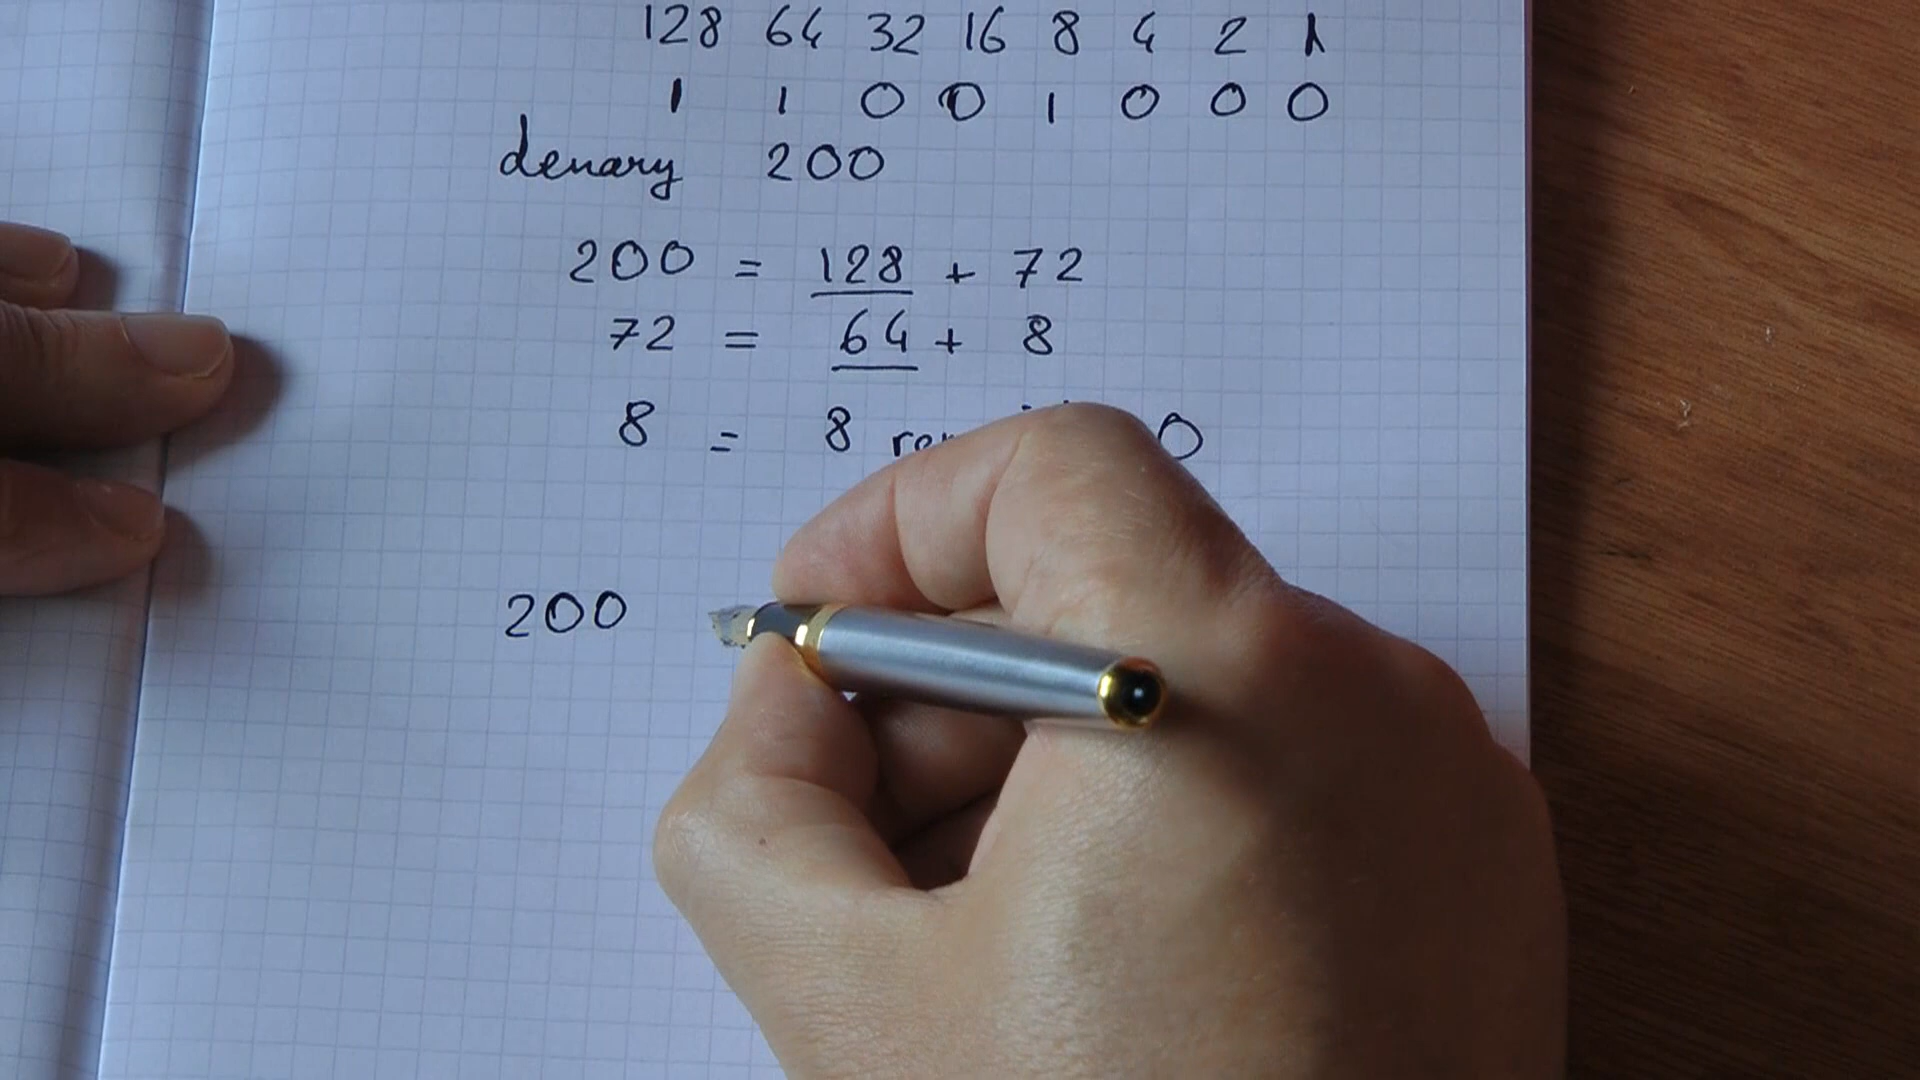 128 64 32 16 8 4 2 1
1 1 0 0 1 0 0 0
denary 200
200 = 128 + 72
72 = 64 + 8
8 = 8 0
200